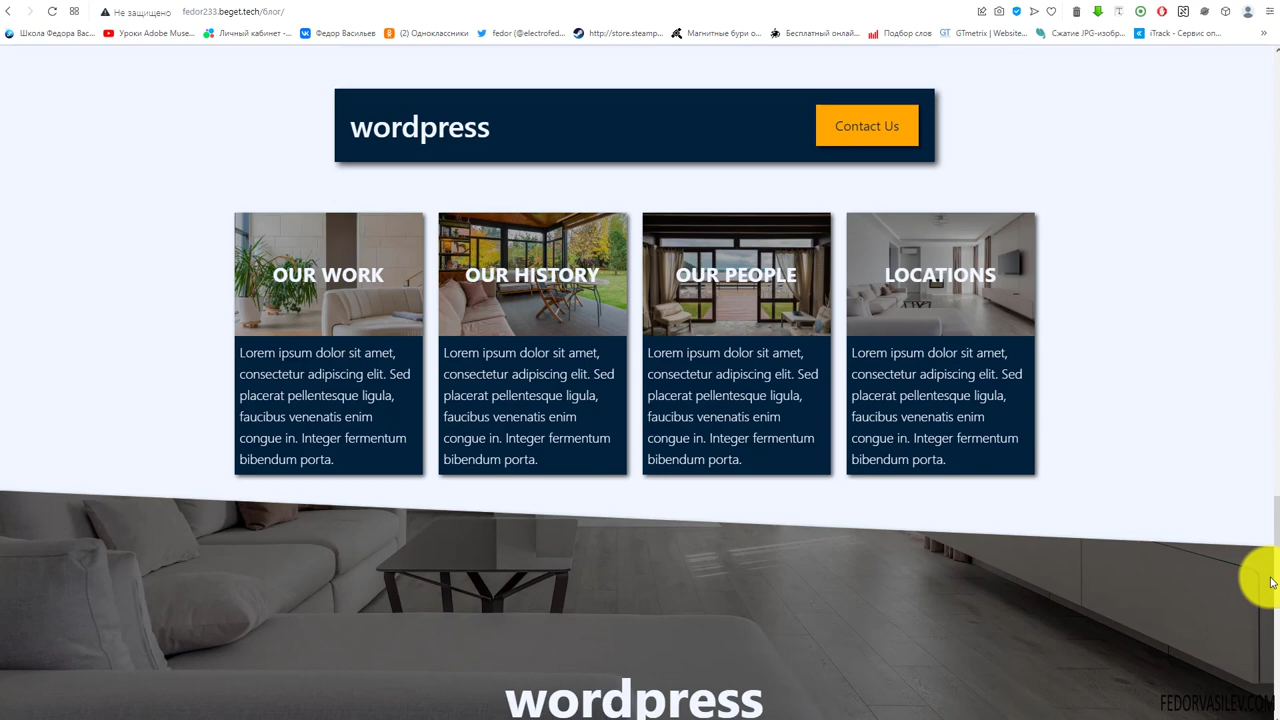 Не защищено
fedor233.beget.tech/блог/
Школа Федора Вас...
Уроки Adobe Muse...
Личный кабинет -...
Федор Васильев
(2) Одноклассники
fedor (@electrofed...
http://store.steamp...
Магнитные бури о...
Бесплатный онлай...
Подбор слов
GT
GTmetrix | Website...
Сжатие JPG-изобр...
iTrack - Сервис оп...
wordpress
Contact Us
OUR WORK
Lorem ipsum dolor sit amet,
consectetur adipiscing elit. Sed
placerat pellentesque ligula,
faucibus venenatis enim
congue in. Integer fermentum
bibendum porta.
OUR HISTORY
Lorem ipsum dolor sit amet,
consectetur adipiscing elit. Sed
placerat pellentesque ligula,
faucibus venenatis enim
congue in. Integer fermentum
bibendum porta.
OUR PEOPLE
Lorem ipsum dolor sit amet,
consectetur adipiscing elit. Sed
placerat pellentesque ligula,
faucibus venenatis enim
congue in. Integer fermentum
bibendum porta.
LOCATIONS
Lorem ipsum dolor sit amet,
consectetur adipiscing elit. Sed
placerat pellentesque ligula,
faucibus venenatis enim
congue in. Integer fermentum
bibendum porta.
wordpress
FEDORVASILEV.COM